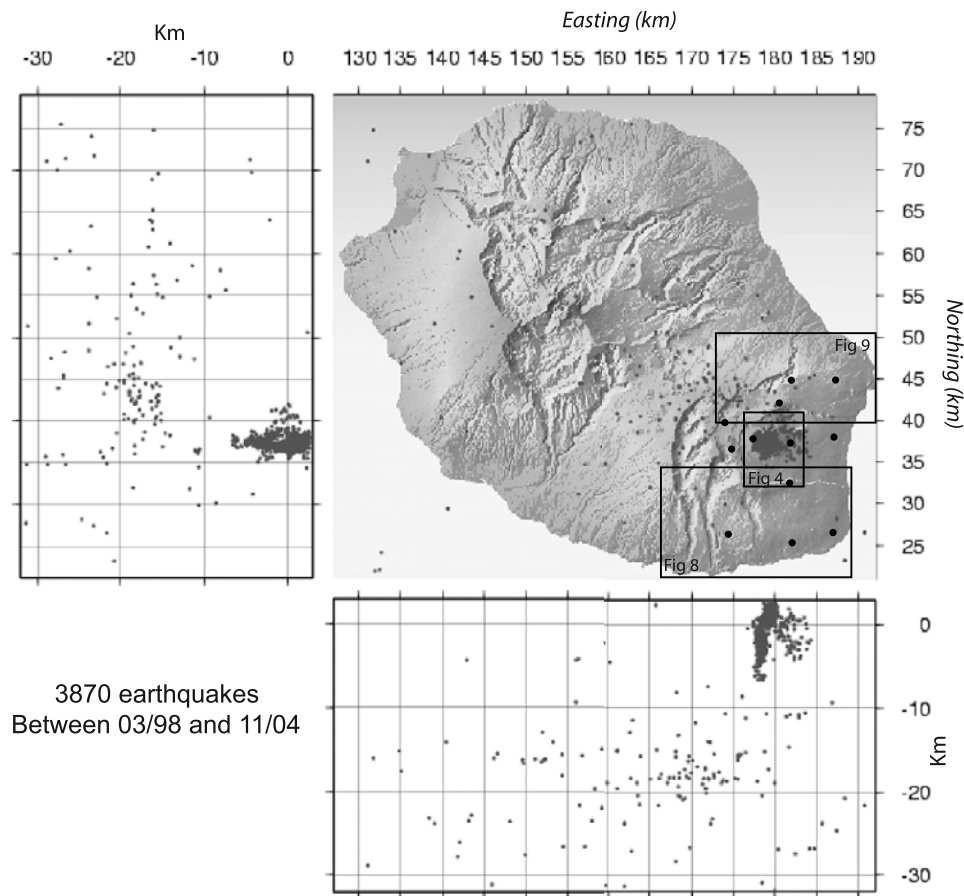 Easting (km)
Km
-30 -20 -10 0
130 135 140 145 150 155 160 165 170 175 180 185 190
75
70
65
60
55
50
45
40
35
30
25
Northing (km)
Fig 9
Fig 4
Fig 8
3870 earthquakes
Between 03/98 and 11/04
0
-10
-20
-30
Km